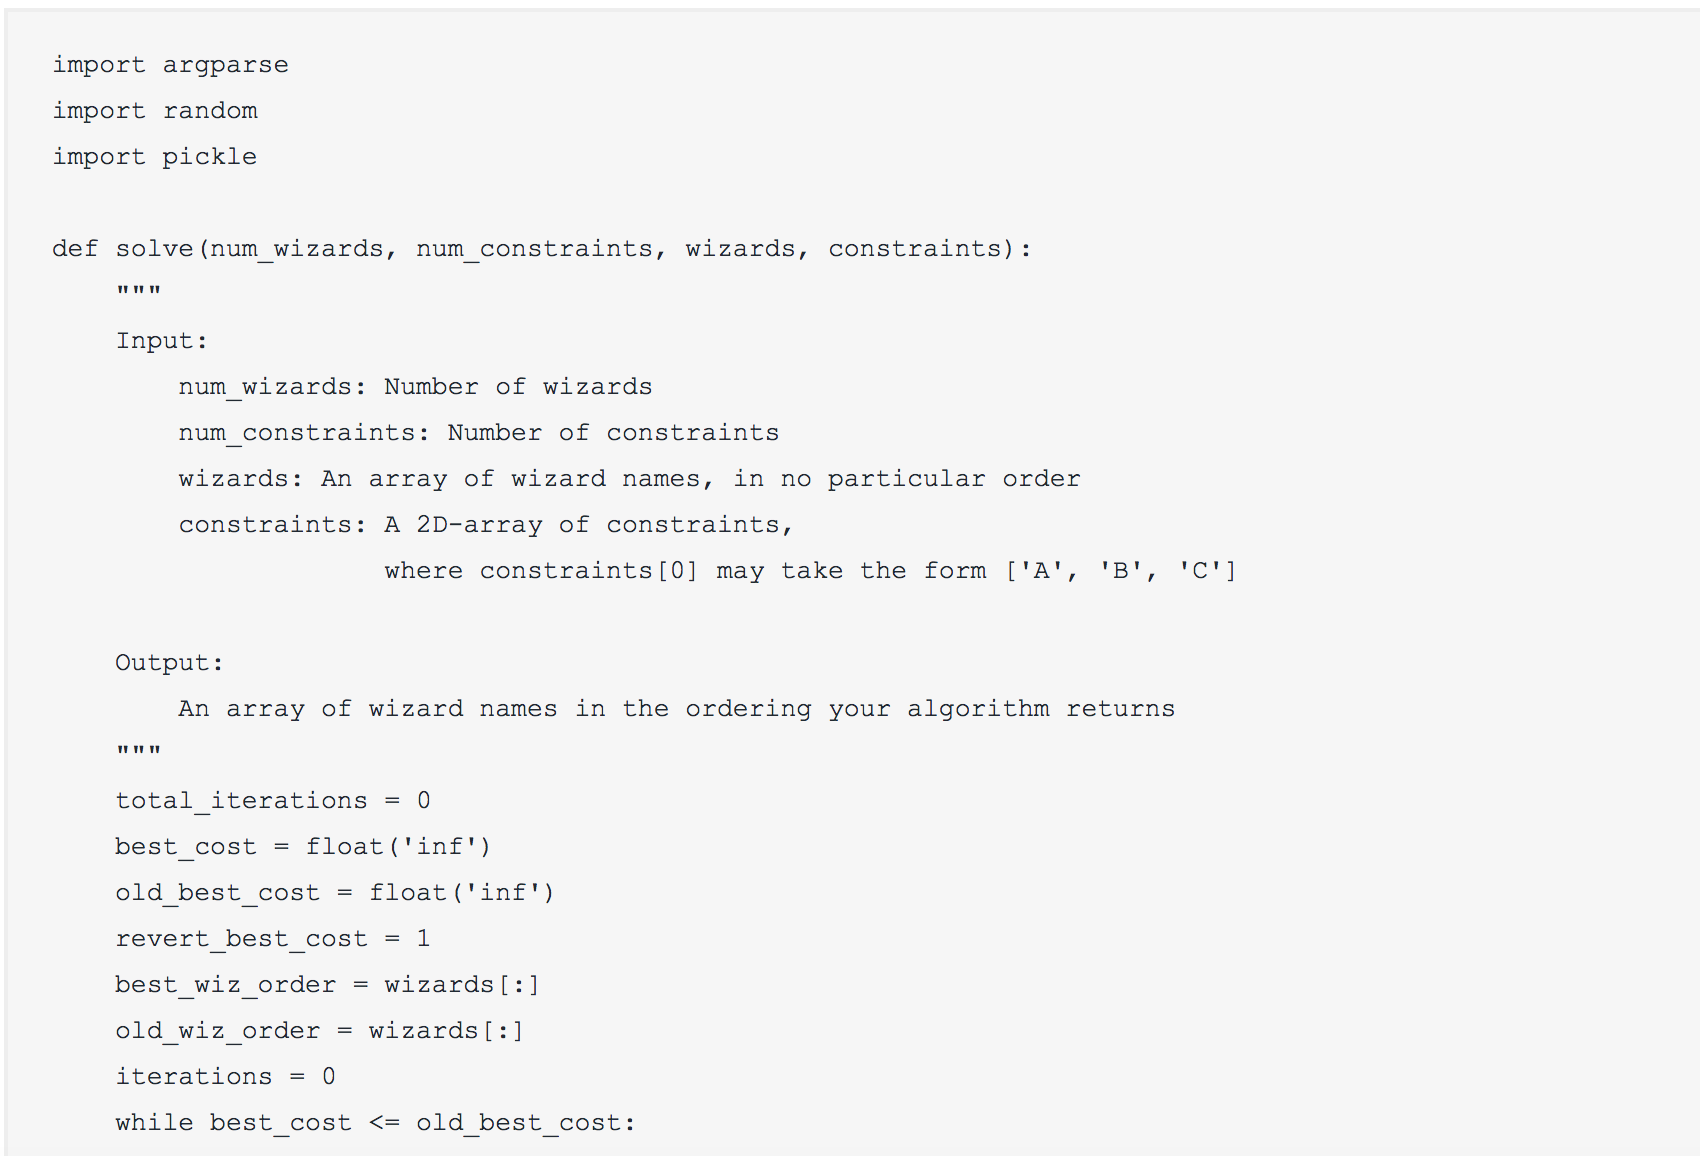 import argparse
import random
import pickle

def solve(num_wizards, num_constraints, wizards, constraints):
    """
    Input:
        num_wizards: Number of wizards
        num_constraints: Number of constraints
        wizards: An array of wizard names, in no particular order
        constraints: A 2D-array of constraints,
                     where constraints[0] may take the form ['A', 'B', 'C']

    Output:
        An array of wizard names in the ordering your algorithm returns
    """
    total_iterations = 0
    best_cost = float('inf')
    old_best_cost = float('inf')
    revert_best_cost = 1
    best_wiz_order = wizards[:]
    old_wiz_order = wizards[:]
    iterations = 0
    while best_cost <= old_best_cost: